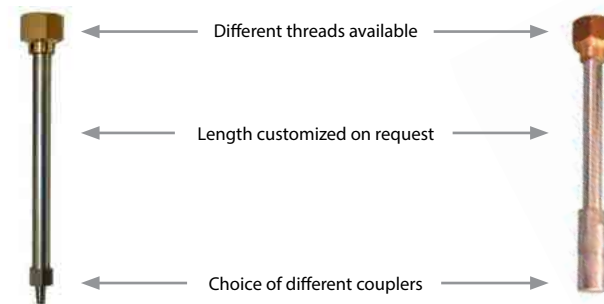 Different threads available
Length customized on request
Choice of different couplers